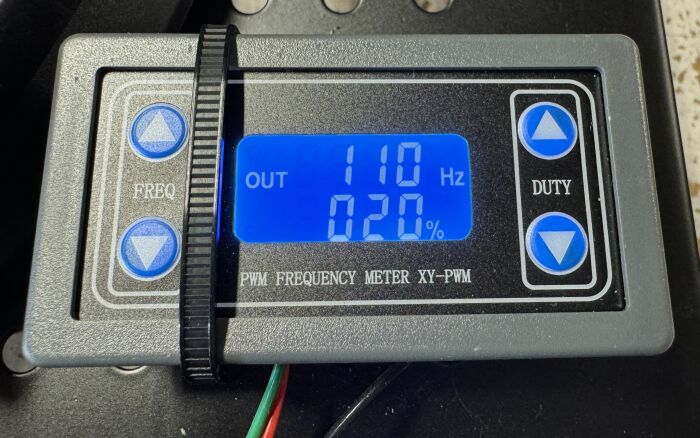 OUT 110 Hz
020%
FREQ
DUTY
PWM FREQUENCY METER XY-PWM